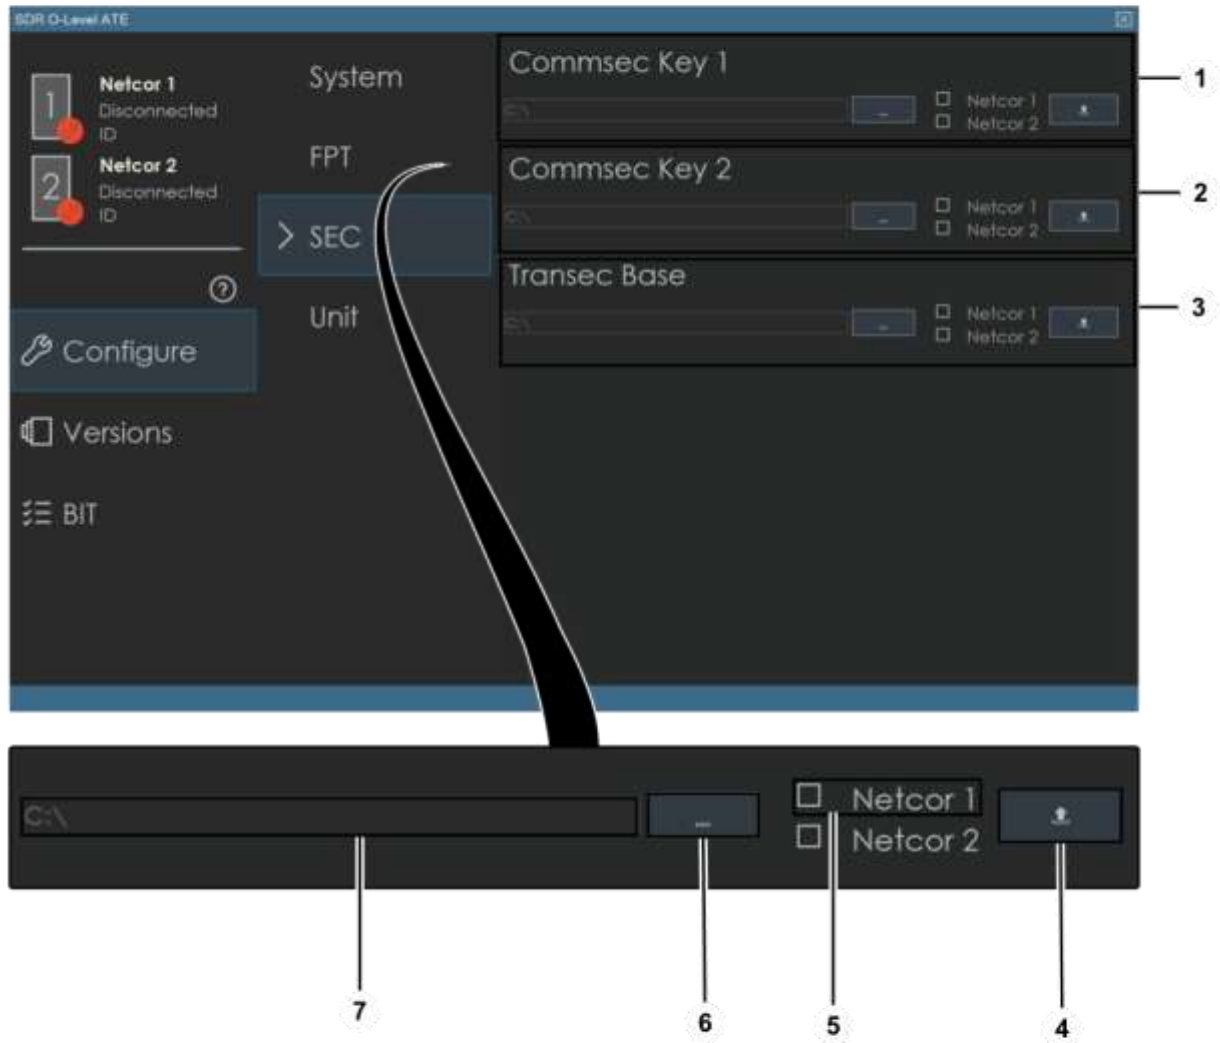 SDR O-Level ATE
1
Netcor 1
Disconnected
ID
2
Netcor 2
Disconnected
ID
?
Configure
Versions
BIT
System
FPT
> SEC
Unit
Commsec Key 1
C:\
...
Netcor 1
Netcor 2
1
Commsec Key 2
C:\
...
Netcor 1
Netcor 2
2
Transec Base
C:\
...
Netcor 1
Netcor 2
3
C:\
...
Netcor 1
Netcor 2
7
6
5
4